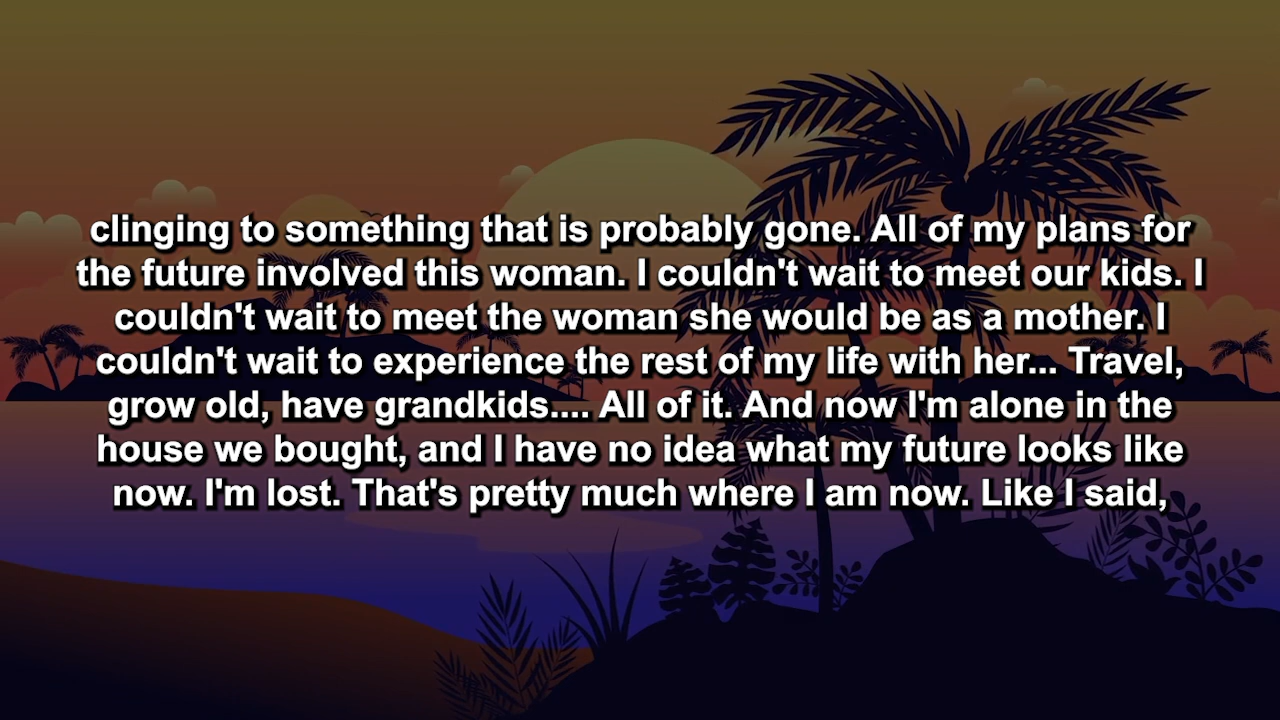 clinging to something that is probably gone. All of my plans for
the future involved this woman. I couldn't wait to meet our kids. I
couldn't wait to meet the woman she would be as a mother. I
couldn't wait to experience the rest of my life with her... Travel,
grow old, have grandkids.... All of it. And now I'm alone in the
house we bought, and I have no idea what my future looks like
now. I'm lost. That's pretty much where I am now. Like I said,